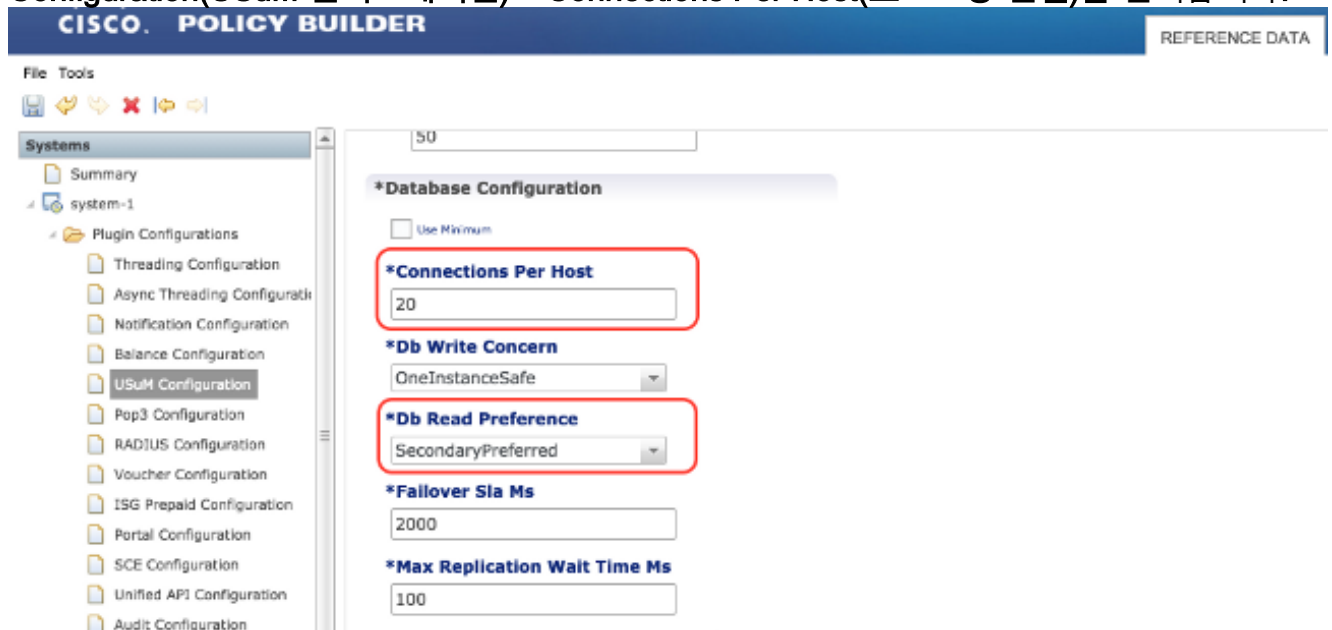 CISCO. POLICY BUILDER
REFERENCE DATA
File Tools
Systems
Summary
system-1
Plugin Configurations
Threading Configuration
Async Threading Configuratio
Notification Configuration
Balance Configuration
USuM Configuration
Pop3 Configuration
RADIUS Configuration
Voucher Configuration
ISG Prepaid Configuration
Portal Configuration
SCE Configuration
Unified API Configuration
Audit Configuration
50
*Database Configuration
Use Minimum
*Connections Per Host
20
*Db Write Concern
OneInstanceSafe
*Db Read Preference
SecondaryPreferred
*Failover Sla Ms
2000
*Max Replication Wait Time Ms
100